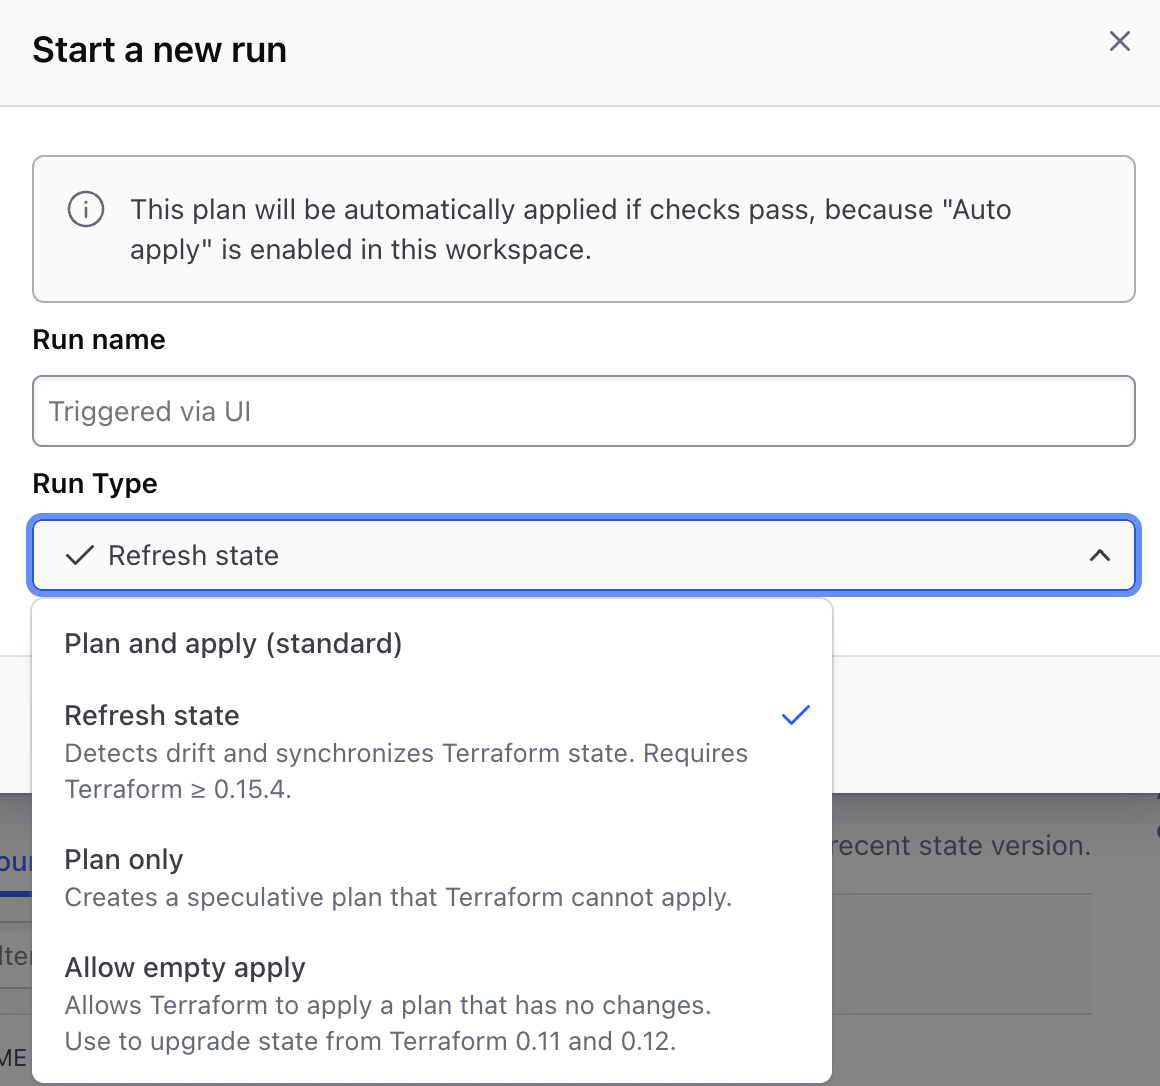 Start a new run
This plan will be automatically applied if checks pass, because "Auto
apply" is enabled in this workspace.
Run name
Triggered via UI
Run Type
Refresh state
Plan and apply (standard)
Refresh state
Detects drift and synchronizes Terraform state. Requires
Terraform ≥ 0.15.4.
Plan only
Creates a speculative plan that Terraform cannot apply.
Allow empty apply
Allows Terraform to apply a plan that has no changes.
Use to upgrade state from Terraform 0.11 and 0.12.
recent state version.